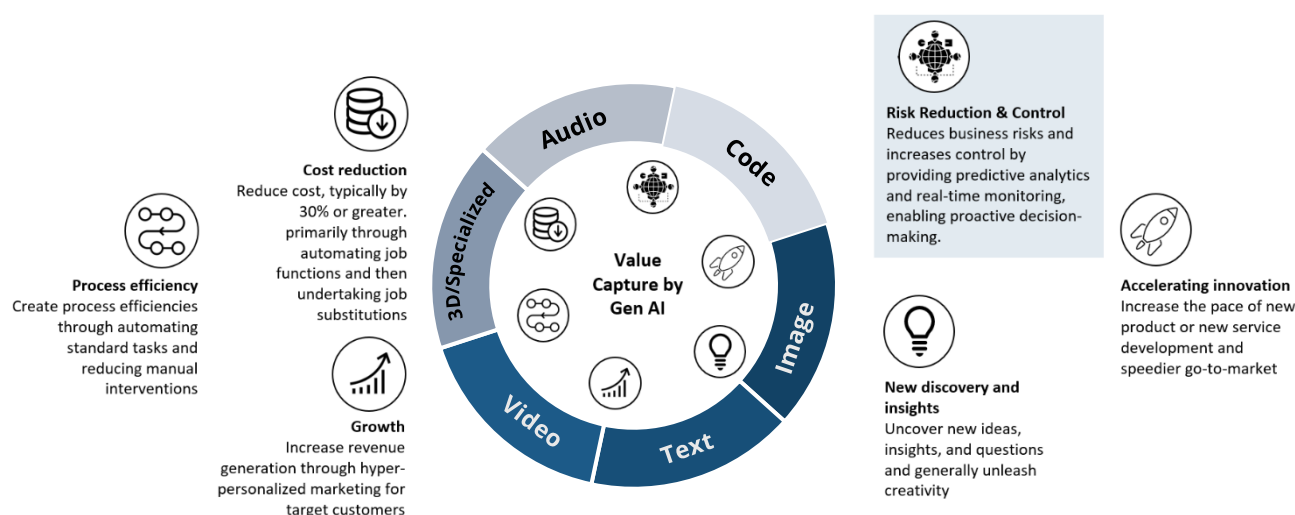 Cost reduction
Reduce cost, typically by
30% or greater.
primarily through
automating job
functions and then
undertaking job
substitutions
Process efficiency
Create process efficiencies
through automating
standard tasks and
reducing manual
interventions
Growth
Increase revenue
generation through hyper-
personalized marketing for
target customers
Audio
Code
3D/Specialized
Image
Video
Text
Value
Capture by
Gen AI
Risk Reduction & Control
Reduces business risks and
increases control by
providing predictive analytics
and real-time monitoring,
enabling proactive decision-
making.
Accelerating innovation
Increase the pace of new
product or new service
development and
speedier go-to-market
New discovery and
insights
Uncover new ideas,
insights, and questions
and generally unleash
creativity